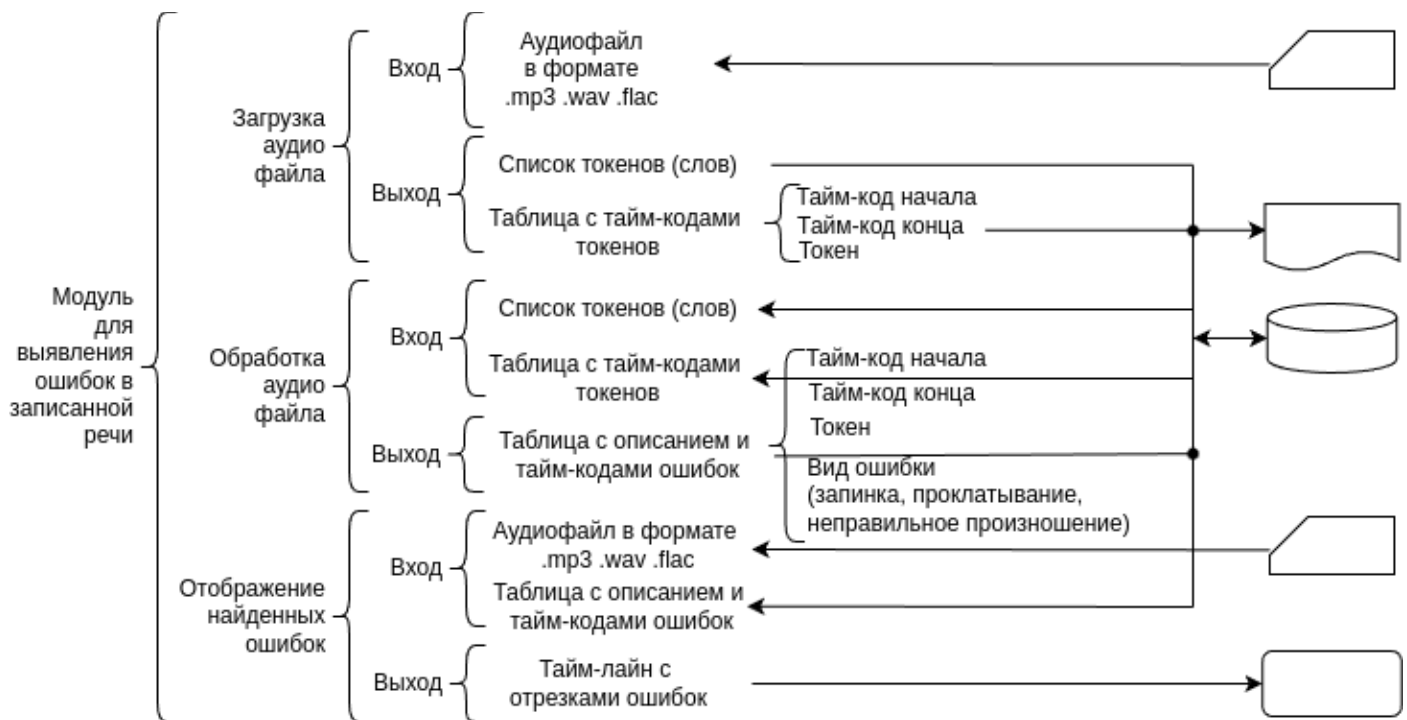 Модуль
для
выявления
ошибок в
записанной
речи
Загрузка
аудио
файла
Вход
Аудиофайл
в формате
.mp3 .wav .flac
Выход
Список токенов (слов)
Таблица с тайм-кодами
токенов
Тайм-код начала
Тайм-код конца
Токен
Обработка
аудио
файла
Вход
Список токенов (слов)
Таблица с тайм-кодами
токенов
Выход
Таблица с описанием и
тайм-кодами ошибок
Тайм-код начала
Тайм-код конца
Токен
Вид ошибки
(запинка, проклатывание,
неправильное произношение)
Отображение
найденных
ошибок
Вход
Аудиофайл в формате
.mp3 .wav .flac
Таблица с описанием и
тайм-кодами ошибок
Выход
Тайм-лайн с
отрезками ошибок